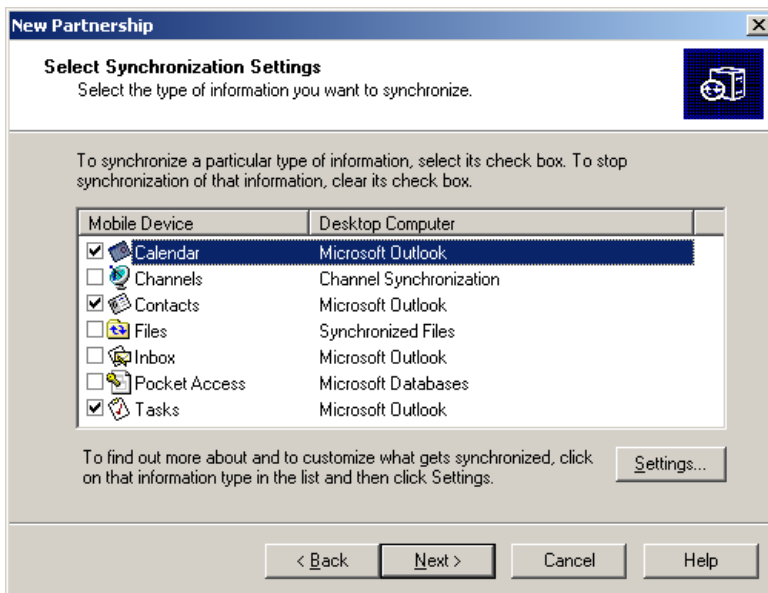 New Partnership
Select Synchronization Settings
Select the type of information you want to synchronize.
To synchronize a particular type of information, select its check box. To stop
synchronization of that information, clear its check box.
Mobile Device Desktop Computer
Calendar Microsoft Outlook
Channels Channel Synchronization
Contacts Microsoft Outlook
Files Synchronized Files
Inbox Microsoft Outlook
Pocket Access Microsoft Databases
Tasks Microsoft Outlook
To find out more about and to customize what gets synchronized, click
on that information type in the list and then click Settings.
Settings...
< Back Next > Cancel Help